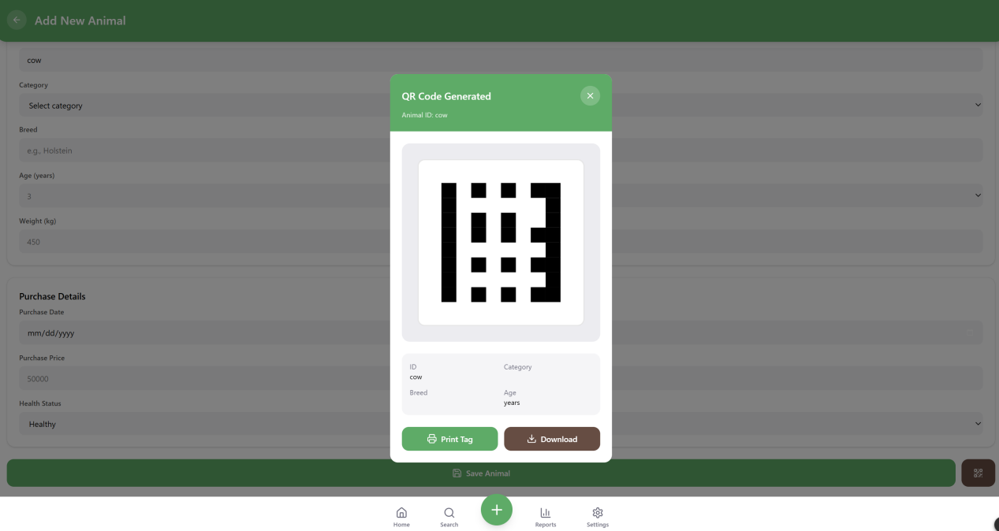 Add New Animal
cow
Category
Select category
Breed
e.g., Holstein
Age (years)
3
Weight (kg)
450
Purchase Details
Purchase Date
mm/dd/yyyy
Purchase Price
50000
Health Status
Healthy
Save Animal
QR Code Generated
Animal ID: cow
ID
cow
Category
Breed
Age
years
Print Tag
Download
Home
Search
Reports
Settings